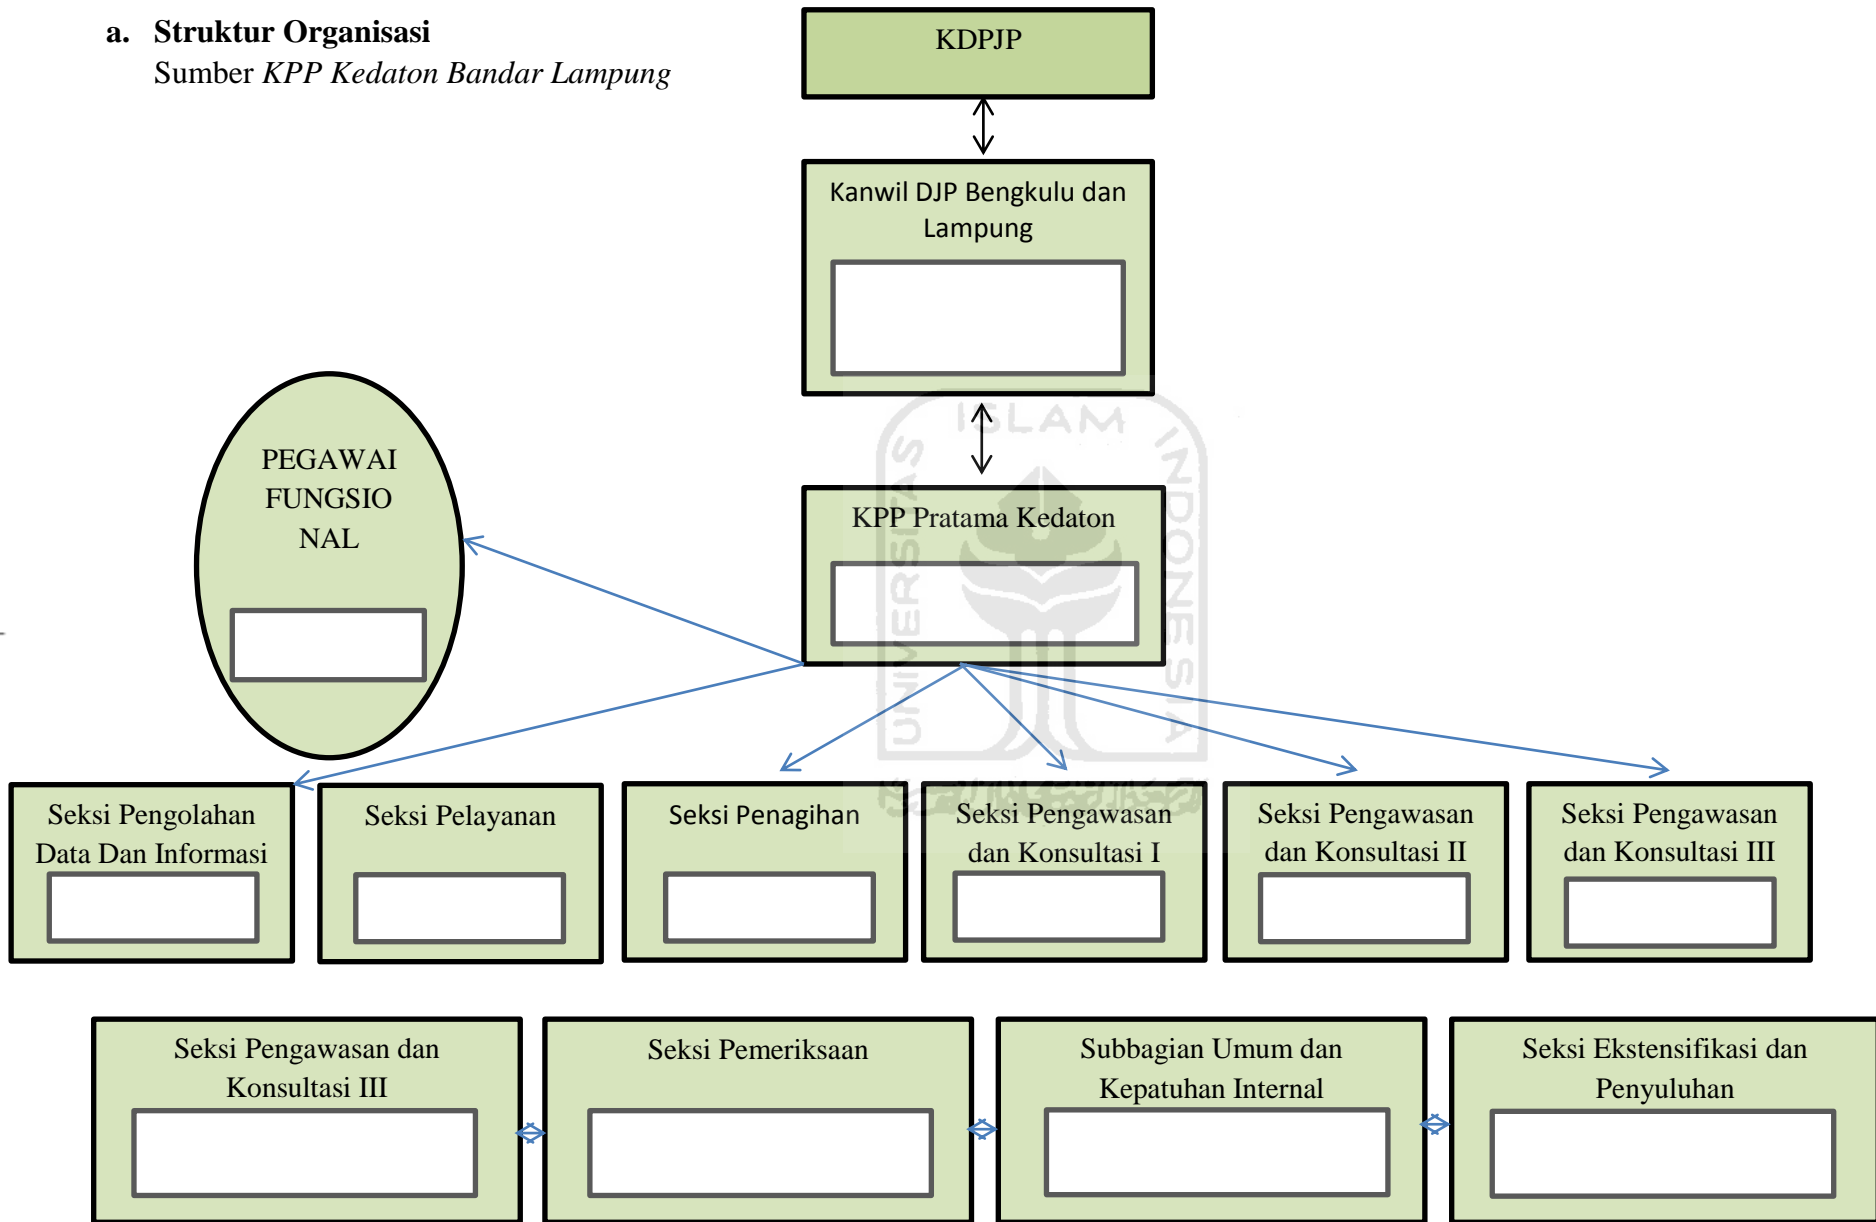 a. Struktur Organisasi
Sumber KPP Kedaton Bandar Lampung
KDPJP
Kanwil DJP Bengkulu dan
Lampung
PEGAWAI
FUNGSIO
NAL
KPP Pratama Kedaton
UNIVERSITAS ISLAM INDONESIA
Seksi Pengolahan
Data Dan Informasi
Seksi Pelayanan
Seksi Penagihan
Seksi Pengawasan
dan Konsultasi I
Seksi Pengawasan
dan Konsultasi II
Seksi Pengawasan
dan Konsultasi III
Seksi Pengawasan dan
Konsultasi III
Seksi Pemeriksaan
Subbagian Umum dan
Kepatuhan Internal
Seksi Ekstensifikasi dan
Penyuluhan